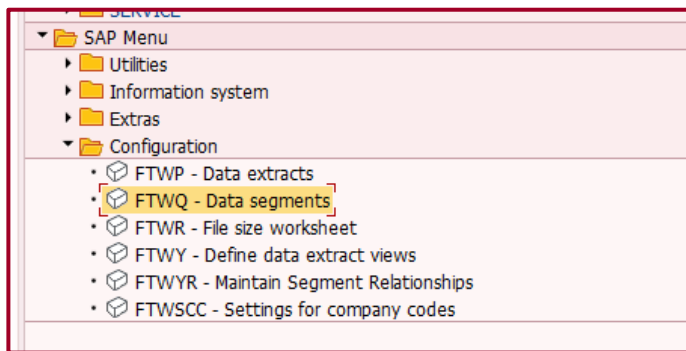 SERVICE
SAP Menu
Utilities
Information system
Extras
Configuration
FTWP - Data extracts
FTWQ - Data segments
FTWR - File size worksheet
FTWY - Define data extract views
FTWYR - Maintain Segment Relationships
FTWSCC - Settings for company codes